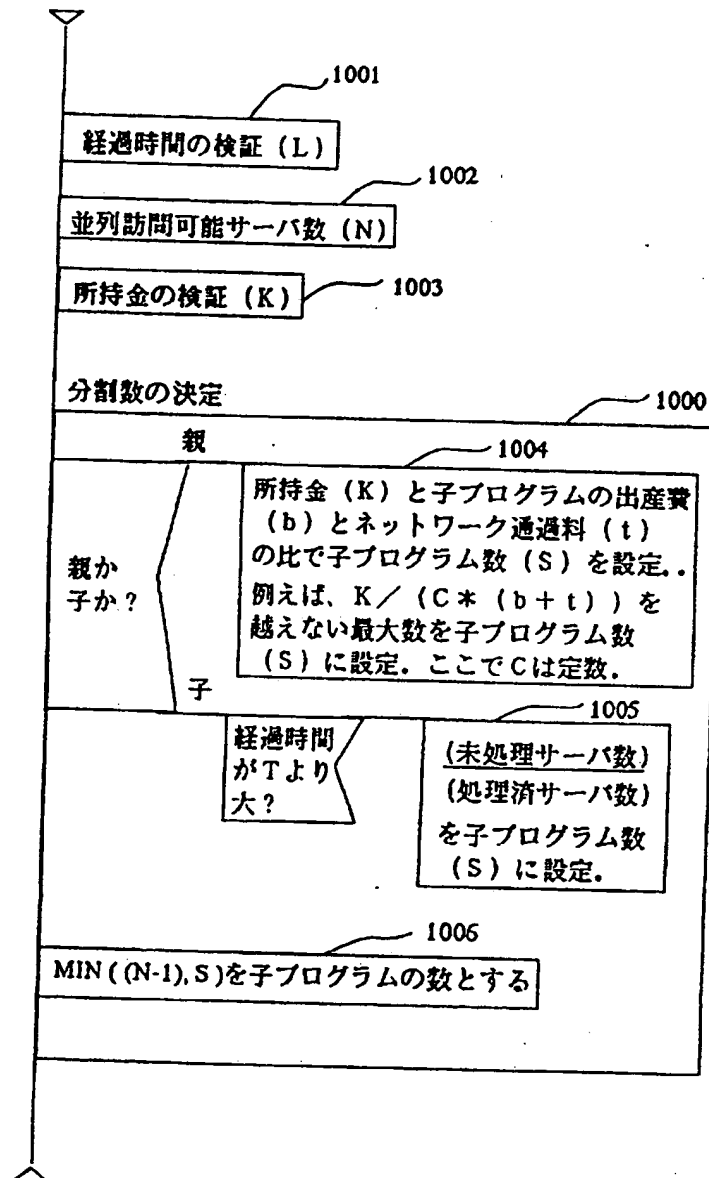 1001
経過時間の検証 (L)
1002
並列訪問可能サーバ数 (N)
所持金の検証 (K)
1003
分割数の決定
1000
親
1004
所持金 (K) と子プログラムの出産費
(b) とネットワーク通過料 (t)
の比で子プログラム数 (S) を設定..
例えば、K/ (C* (b+t)) を
越えない最大数を子プログラム数
(S) に設定. ここでCは定数.
親か
子か?
子
1005
経過時間
がTより
大?
(未処理サーバ数)
(処理済サーバ数)
を子プログラム数
(S) に設定.
1006
MIN ((N-1), S)を子プログラムの数とする